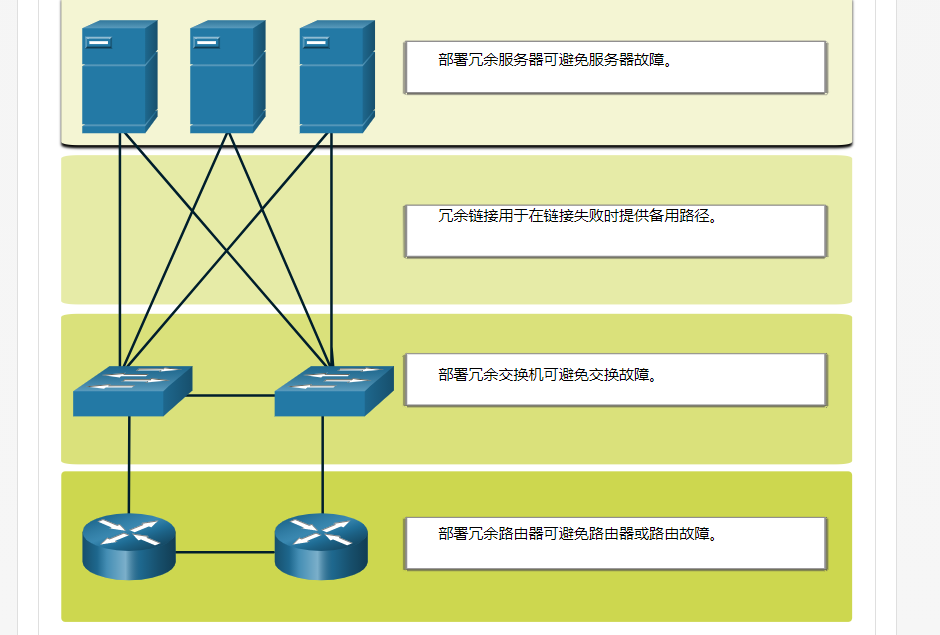 部署冗余服务器可避免服务器故障。
冗余链接用于在链接失败时提供备用路径。
部署冗余交换机可避免交换故障。
部署冗余路由器可避免路由器或路由故障。